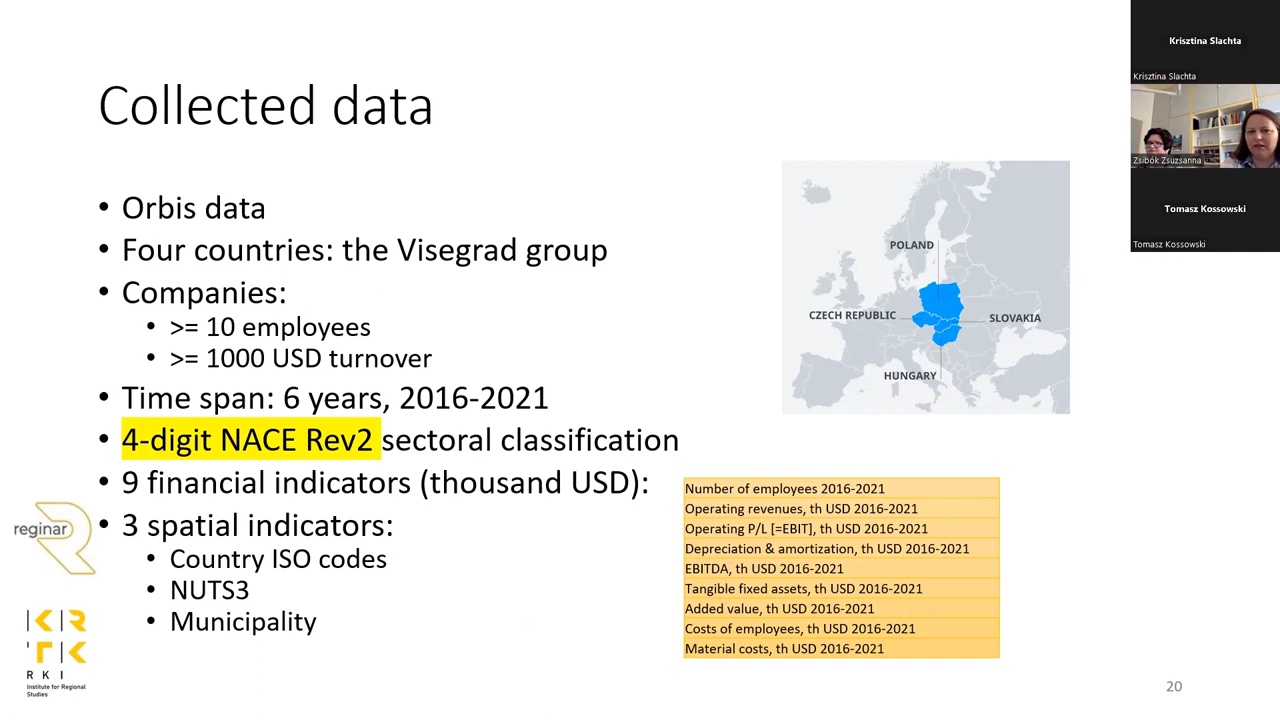 Collected data
• Orbis data
• Four countries: the Visegrad group
• Companies:
• >= 10 employees
• >= 1000 USD turnover
• Time span: 6 years, 2016-2021
• 4-digit NACE Rev2 sectoral classification
• 9 financial indicators (thousand USD):
• 3 spatial indicators:
• Country ISO codes
• NUTS3
• Municipality
POLAND
CZECH REPUBLIC
SLOVAKIA
HUNGARY
Number of employees 2016-2021
Operating revenues, th USD 2016-2021
Operating P/L [=EBIT], th USD 2016-2021
Depreciation & amortization, th USD 2016-2021
EBITDA, th USD 2016-2021
Tangible fixed assets, th USD 2016-2021
Added value, th USD 2016-2021
Costs of employees, th USD 2016-2021
Material costs, th USD 2016-2021
reginar
KR
TK
RKI
Institute for Regional
Studies
20
Krisztina Slachta
Krisztina Slachta
Zsibók Zsuzsanna
Tomasz Kossowski
Tomasz Kossowski